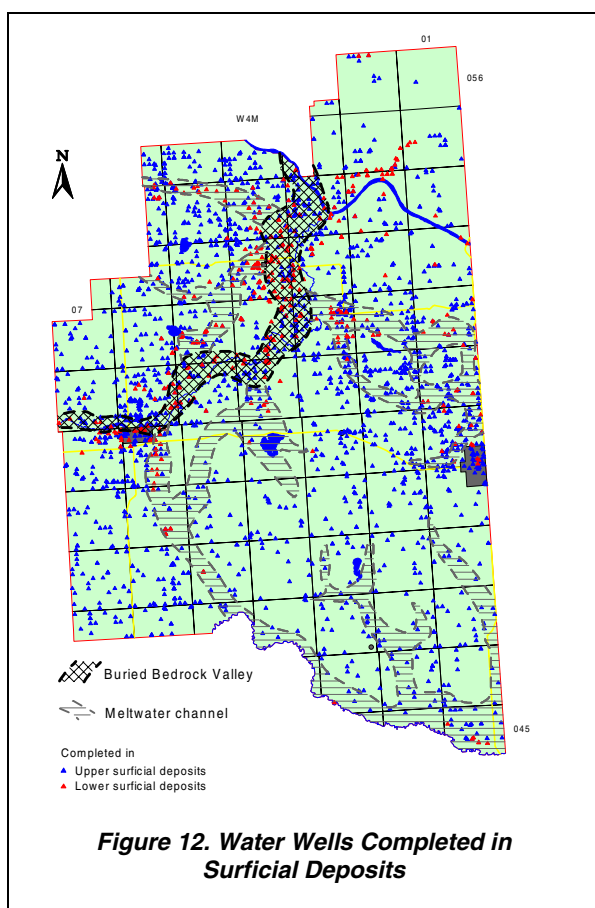 01
056
W4M
N
07
Buried Bedrock Valley
Meltwater channel
045
Completed in
Upper surficial deposits
Lower surficial deposits
Figure 12. Water Wells Completed in
Surficial Deposits